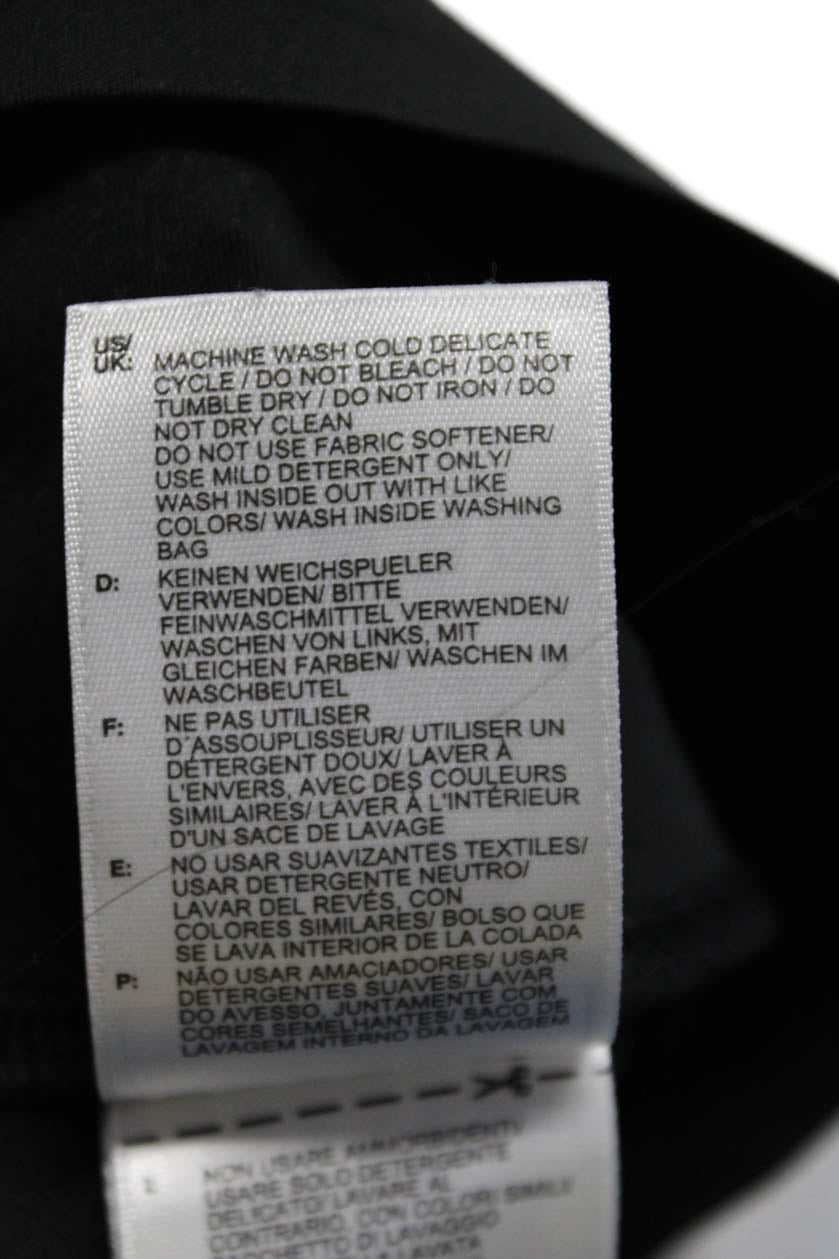 US/
UK: MACHINE WASH COLD DELICATE
CYCLE / DO NOT BLEACH / DO NOT
TUMBLE DRY / DO NOT IRON / DO
NOT DRY CLEAN
DO NOT USE FABRIC SOFTENER/
USE MILD DETERGENT ONLY/
WASH INSIDE OUT WITH LIKE
COLORS/ WASH INSIDE WASHING
BAG
D: KEINEN WEICHSPUELER
VERWENDEN/ BITTE
FEINWASCHMITTEL VERWENDEN/
WASCHEN VON LINKS, MIT
GLEICHEN FARBEN/ WASCHEN IM
WASCHBEUTEL
F: NE PAS UTILISER
D'ASSOUPLISSEUR/ UTILISER UN
DÉTERGENT DOUX/ LAVER À
L'ENVERS, AVEC DES COULEURS
SIMILAIRES/ LAVER À L'INTÉRIEUR
D'UN SACE DE LAVAGE
E: NO USAR SUAVIZANTES TEXTILES/
USAR DETERGENTE NEUTRO/
LAVAR DEL REVÉS, CON
COLORES SIMILARES/ BOLSO QUE
SE LAVA INTERIOR DE LA COLADA
P: NÃO USAR AMACIADORES/ USAR
DETERGENTES SUAVES/ LAVAR
DO AVESSO, JUNTAMENTE COM
CORES SEMELHANTES/ SACO DE
LAVAGEM INTERNO DA LAVAGEM
NON USARE AMMORBIDENTI/
USARE SOLO DETERGENTE
DELICATO/ LAVARE AL
CONTRARIO, CON COLORI SIMILI/
SACCHETTO DI LAVAGGIO
LAVATA